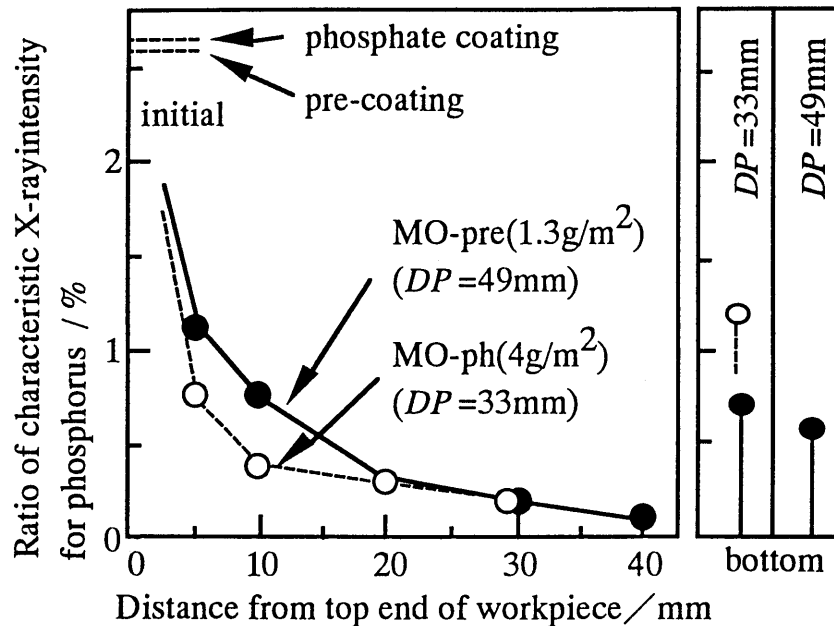 Ratio of characteristic X-rayintensity
for phosphorus / %
phosphate coating
pre-coating
initial
2
1
0
MO-pre(1.3g/m²)
(DP=49mm)
MO-ph(4g/m²)
(DP=33mm)
0 10 20 30 40
Distance from top end of workpiece/mm
DP=33mm
DP=49mm
bottom